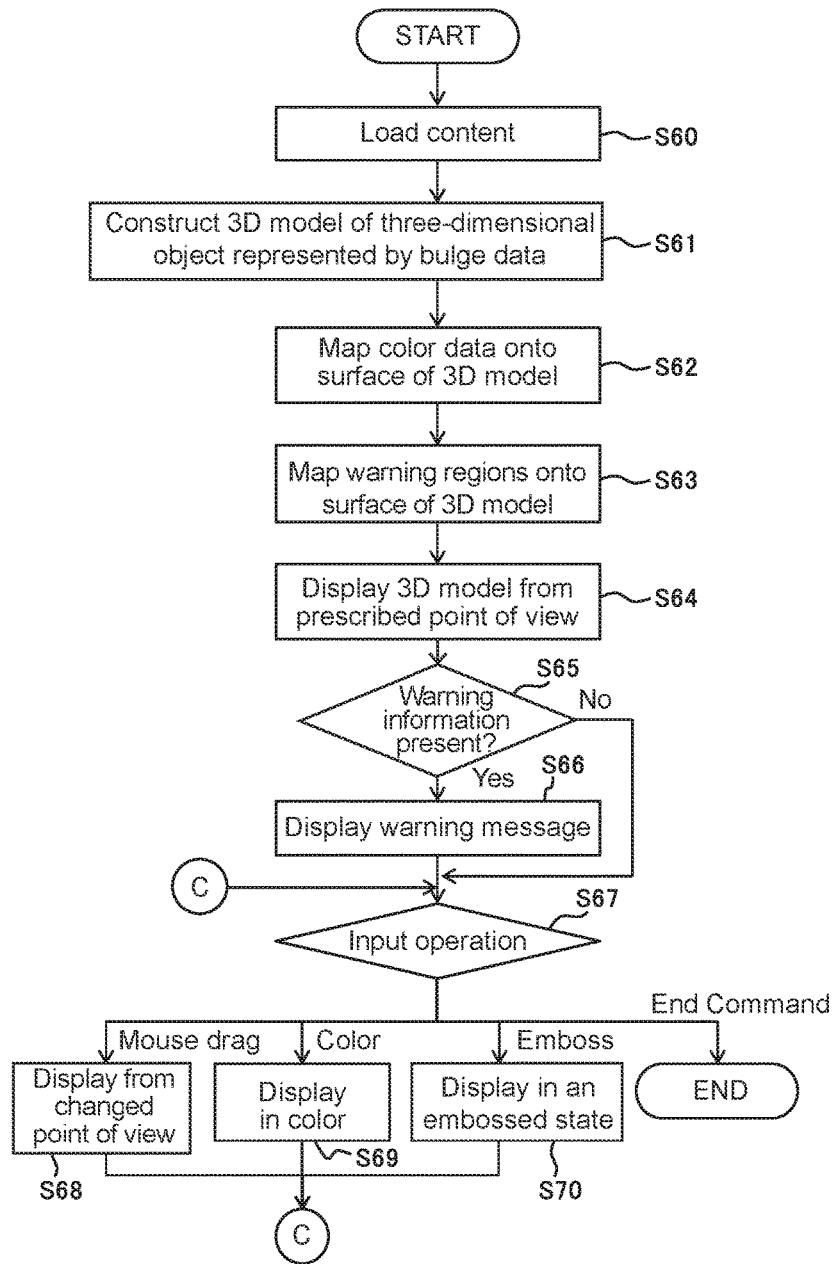 START
Load content
S60
Construct 3D model of three-dimensional
object represented by bulge data
S61
Map color data onto
surface of 3D model
S62
Map warning regions onto
surface of 3D model
S63
Display 3D model from
prescribed point of view
S64
S65
Warning
information
present?
No
Yes
S66
Display warning message
C
S67
Input operation
End Command
Mouse drag
Color
Emboss
Display from
changed
point of view
Display
in color
Display in an
embossed state
END
S68
S69
S70
C